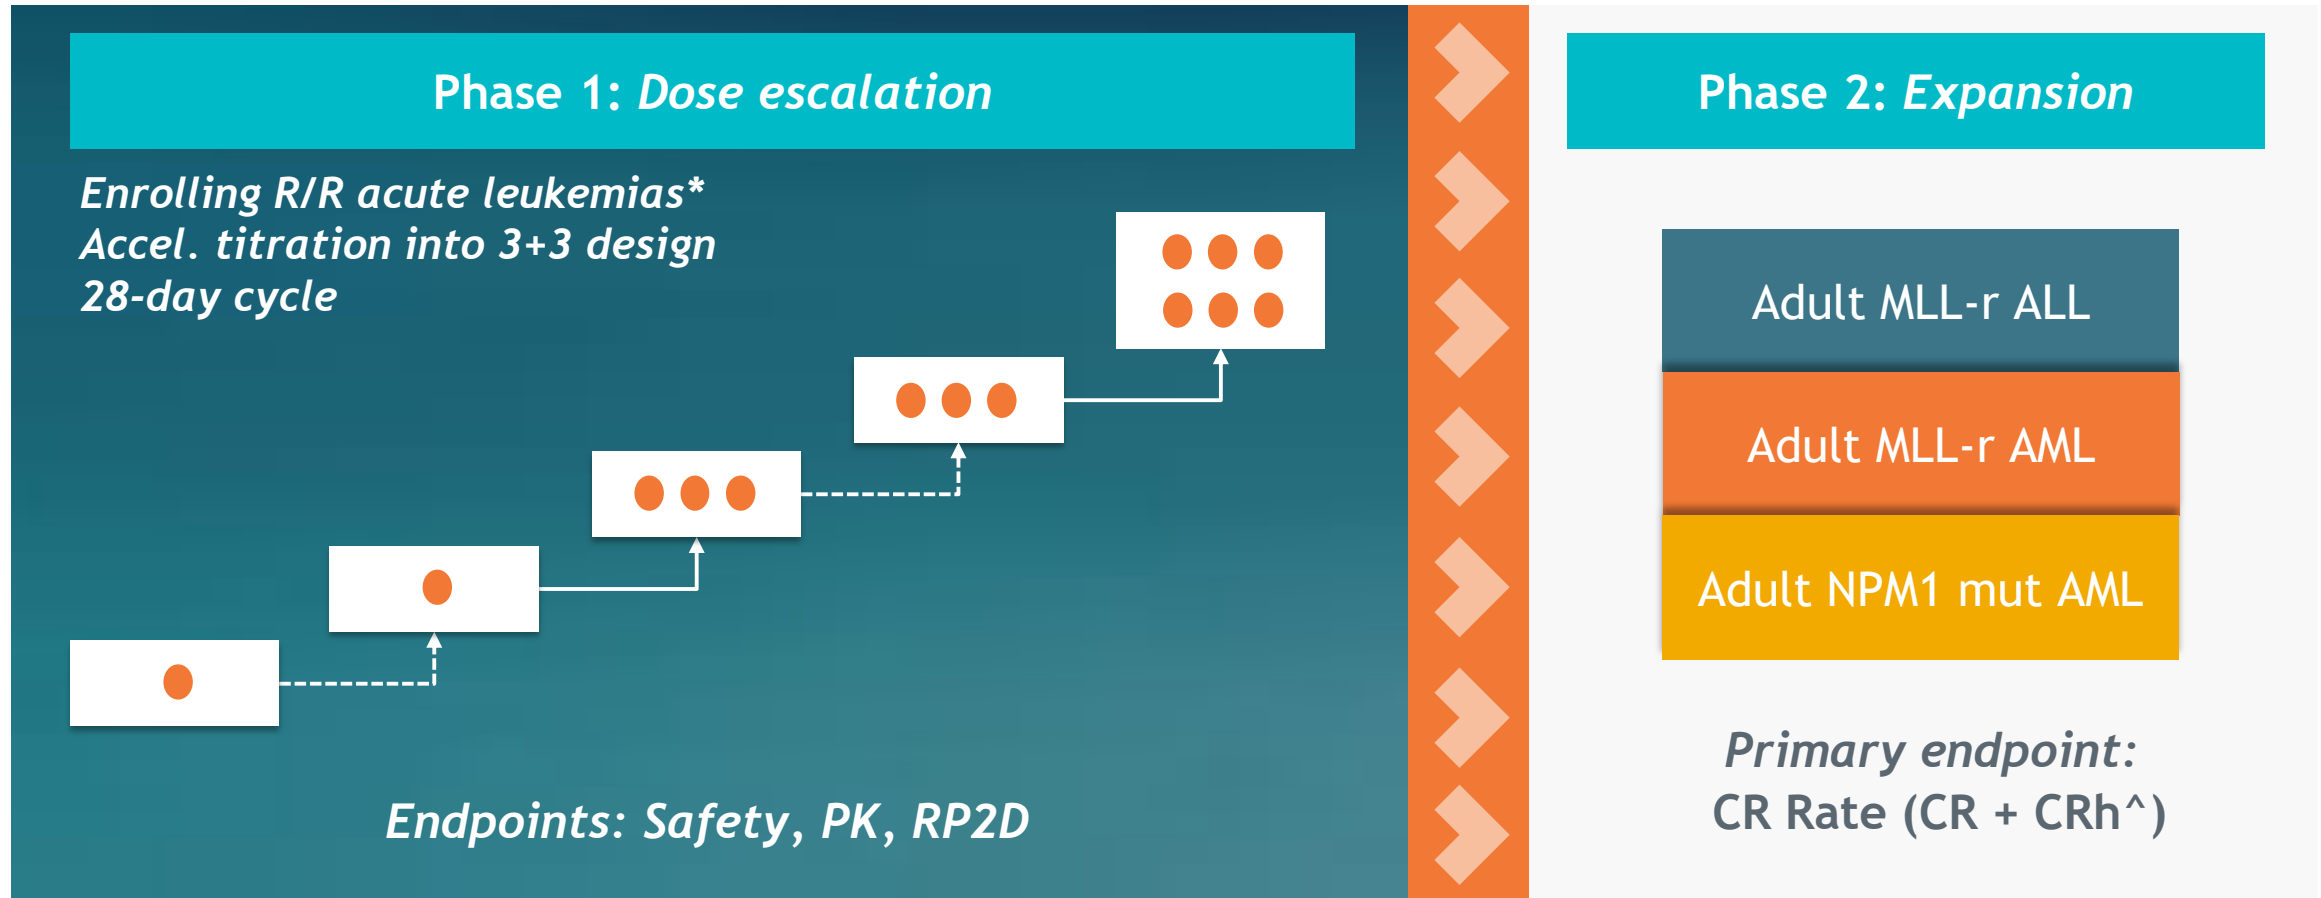 Phase 1: Dose escalation
Enrolling R/R acute leukemias*
Accel. titration into 3+3 design
28-day cycle
Endpoints: Safety, PK, RP2D
Phase 2: Expansion
Adult MLL-r ALL
Adult MLL-r AML
Adult NPM1 mut AML
Primary endpoint:
CR Rate (CR + CRh^)